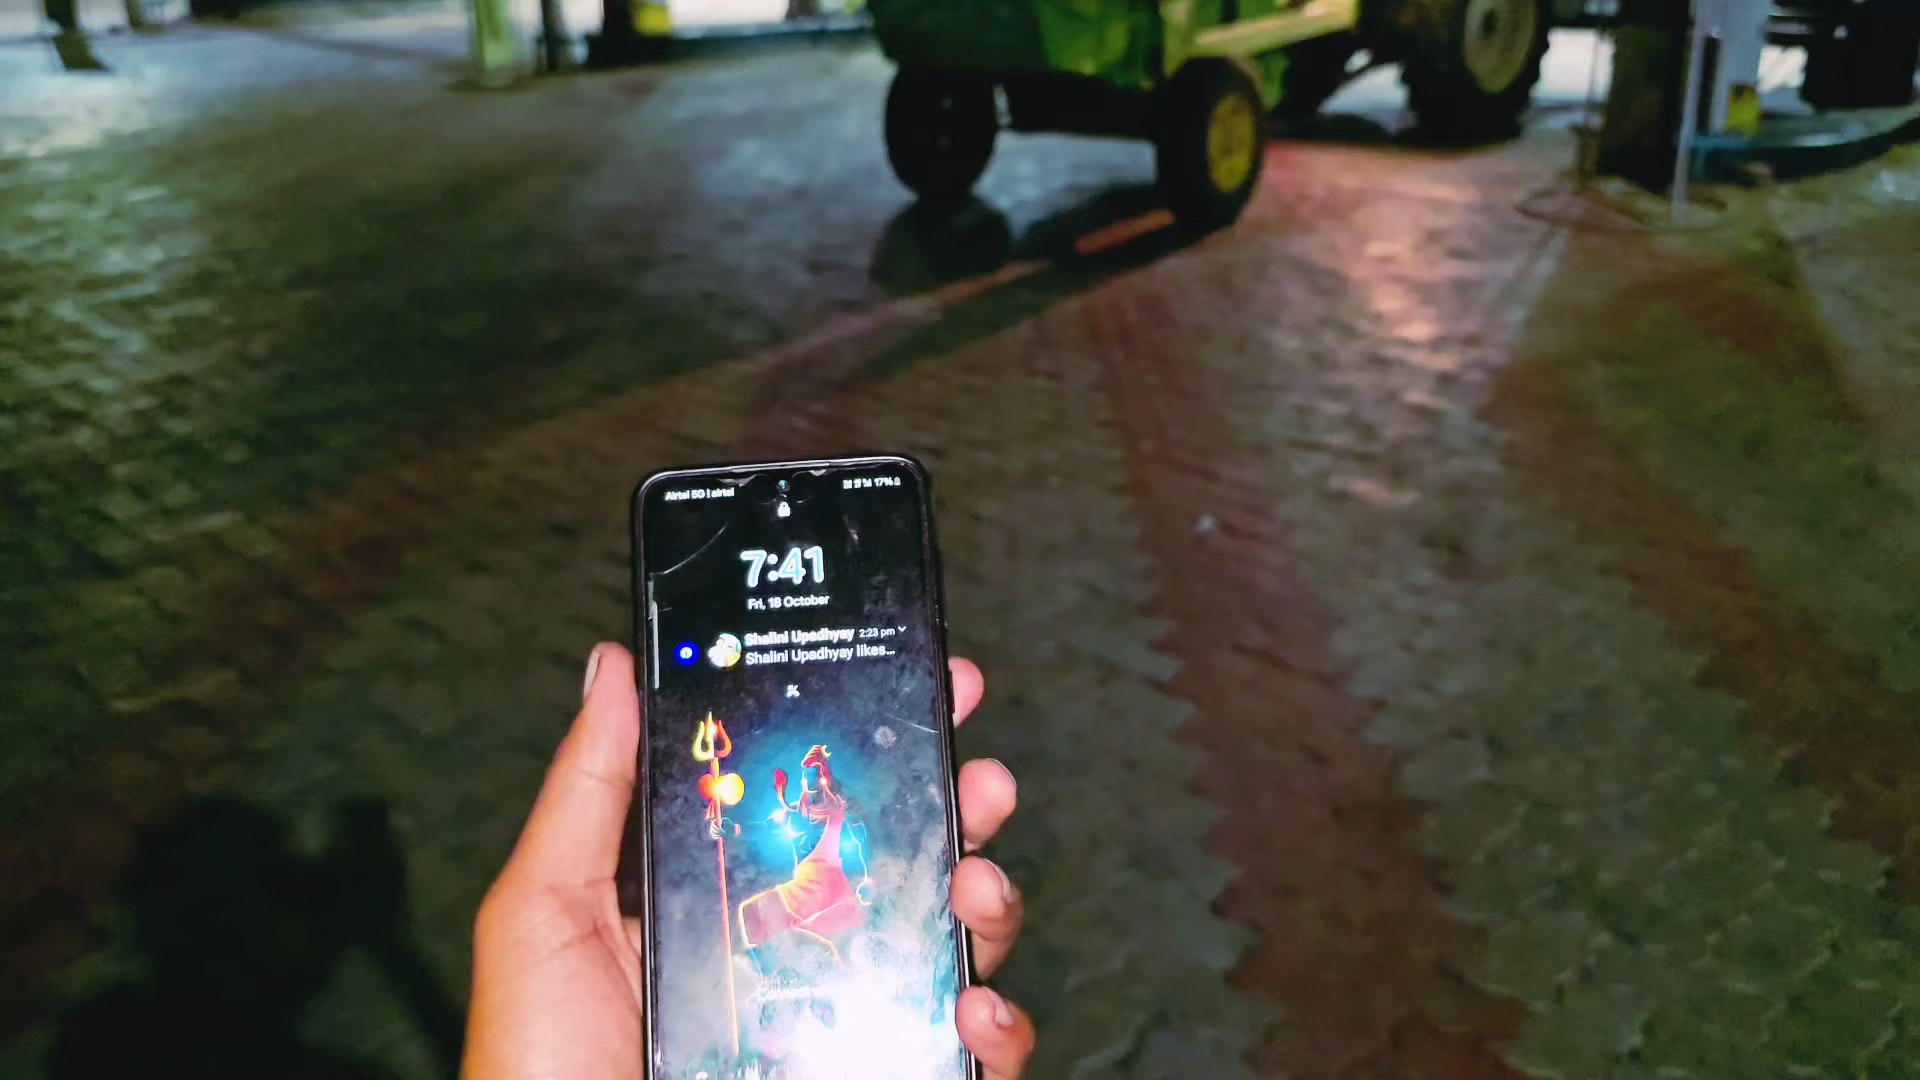 Airtel 5G | airtel
17%
7:41
Fri, 18 October
Shalini Upadhyay 2:23 pm
Shalini Upadhyay likes...